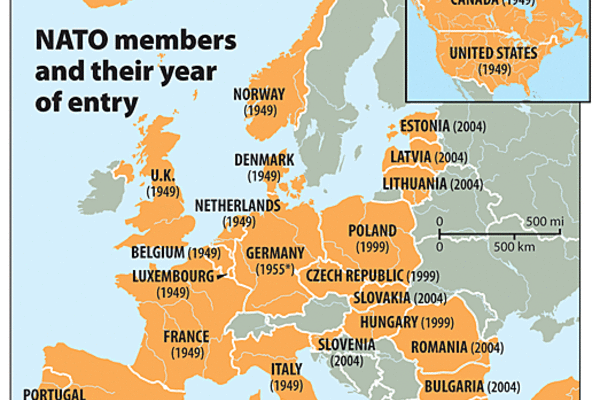 NATO members
and their year
of entry
CANADA (1949)
UNITED STATES
(1949)
NORWAY
(1949)
ESTONIA (2004)
DENMARK
(1949)
LATVIA (2004)
U.K.
(1949)
LITHUANIA (2004)
NETHERLANDS
(1949)
0 500 mi
0 500 km
POLAND
(1999)
BELGIUM (1949)
GERMANY
(1955*)
LUXEMBOURG
(1949)
CZECH REPUBLIC (1999)
SLOVAKIA (2004)
HUNGARY (1999)
FRANCE
(1949)
SLOVENIA
(2004)
ROMANIA (2004)
ITALY
(1949)
BULGARIA (2004)
PORTUGAL